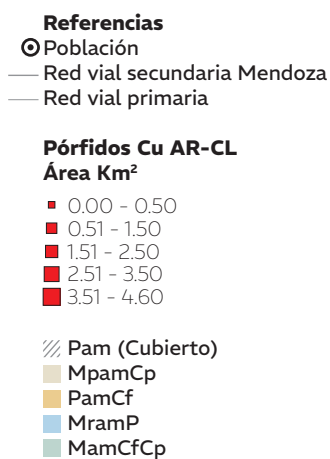 Referencias
Población
Red vial secundaria Mendoza
Red vial primaria
Pórfidos Cu AR-CL
Área Km²
0.00 - 0.50
0.51 - 1.50
1.51 - 2.50
2.51 - 3.50
3.51 - 4.60
Pam (Cubierto)
MpamCp
PamCf
MramP
MamCfCp